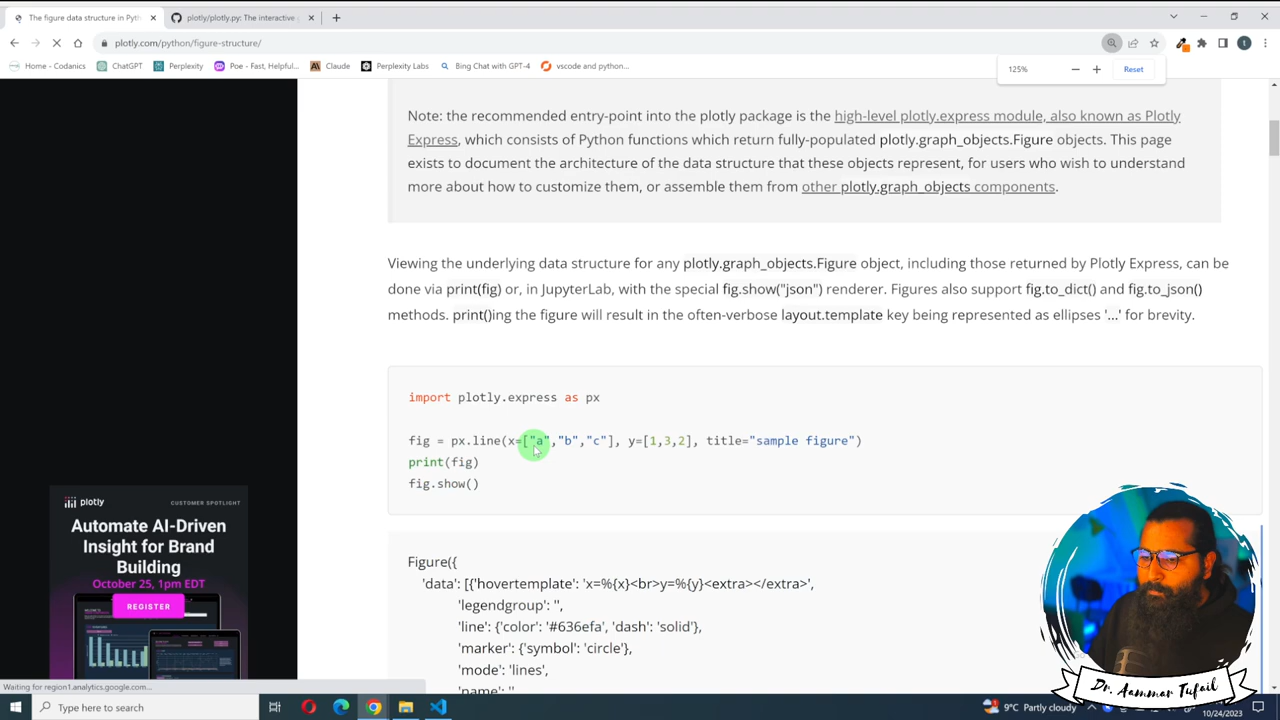 The figure data structure in Pyth
plotly/plotly.py: The interactive
plotly.com/python/figure-structure/
Home - Codanics
ChatGPT
Perplexity
Poe - Fast, Helpful...
Claude
Perplexity Labs
Bing Chat with GPT-4
vscode and python...
125%
Reset
Note: the recommended entry-point into the plotly package is the high-level plotly.express module, also known as Plotly
Express, which consists of Python functions which return fully-populated plotly.graph_objects.Figure objects. This page
exists to document the architecture of the data structure that these objects represent, for users who wish to understand
more about how to customize them, or assemble them from other plotly.graph_objects components.
Viewing the underlying data structure for any plotly.graph_objects.Figure object, including those returned by Plotly Express, can be
done via print(fig) or, in JupyterLab, with the special fig.show("json") renderer. Figures also support fig.to_dict() and fig.to_json()
methods. print()ing the figure will result in the often-verbose layout.template key being represented as ellipses '...' for brevity.
import plotly.express as px
fig = px.line(x=["a","b","c"], y=[1,3,2], title="sample figure")
print(fig)
fig.show()
Figure({
'data': [{'hovertemplate': 'x=%{x}<br>y=%{y}<extra></extra>',
'legendgroup': '',
'line': {'color': '#636efa', 'dash': 'solid'},
'marker': {'symbol': 'circle'},
'mode': 'lines',
plotly
CUSTOMER SPOTLIGHT
Automate AI-Driven
Insight for Brand
Building
October 25, 1pm EDT
REGISTER
Dr. Aammar Tufail
Waiting for region1.analytics.google.com...
Type here to search
9°C Partly cloudy
10/24/2023